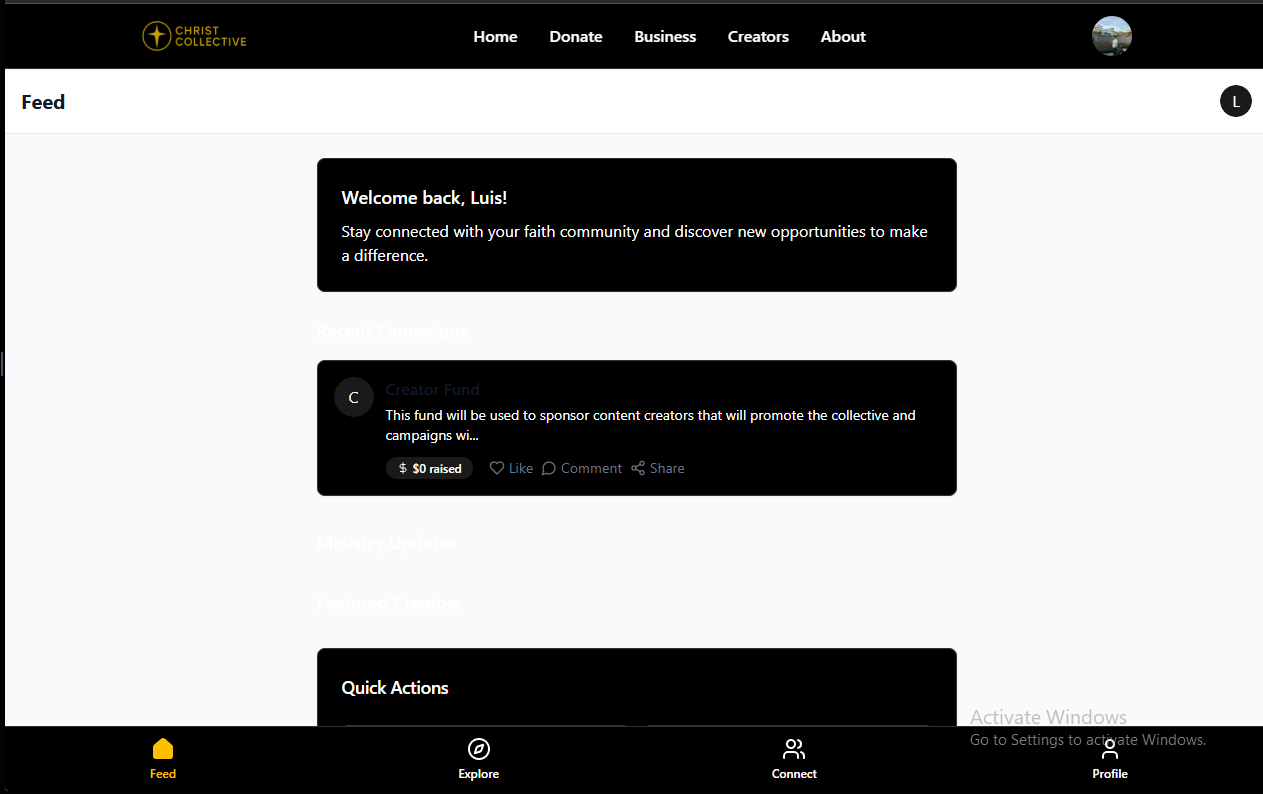 CHRIST
COLLECTIVE
Home
Donate
Business
Creators
About
Feed
L
Welcome back, Luis!
Stay connected with your faith community and discover new opportunities to make
a difference.
Recent Campaigns
C
Creator Fund
This fund will be used to sponsor content creators that will promote the collective and
campaigns wi...
$ $0 raised
Like
Comment
Share
Ministry Updates
Featured Creators
Quick Actions
Activate Windows
Go to Settings to activate Windows.
Feed
Explore
Connect
Profile